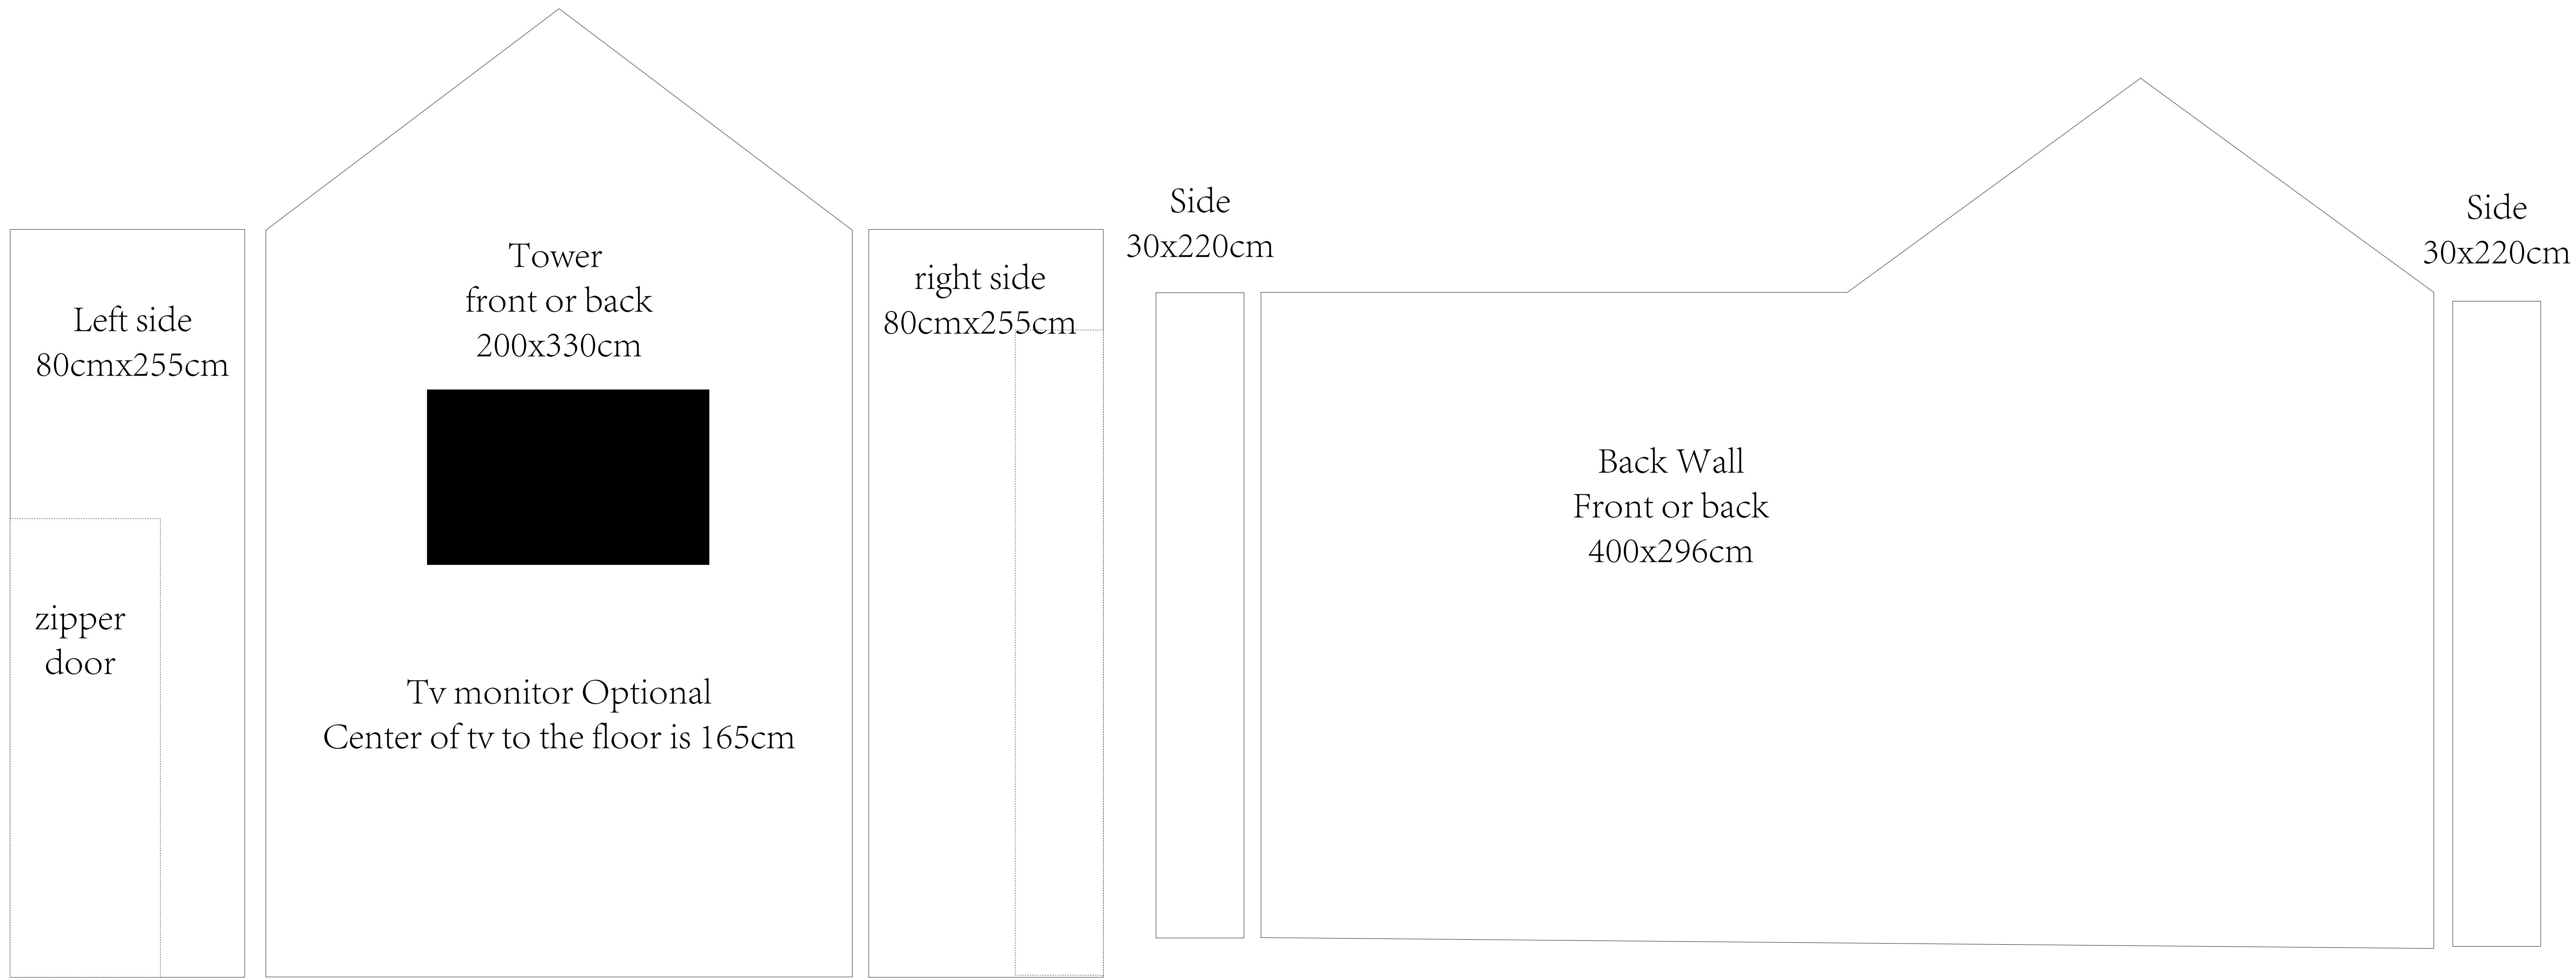 Left side
80cmx255cm
zipper
door
Tower
front or back
200x330cm
Tv monitor Optional
Center of tv to the floor is 165cm
right side
80cmx255cm
Side
30x220cm
Back Wall
Front or back
400x296cm
Side
30x220cm